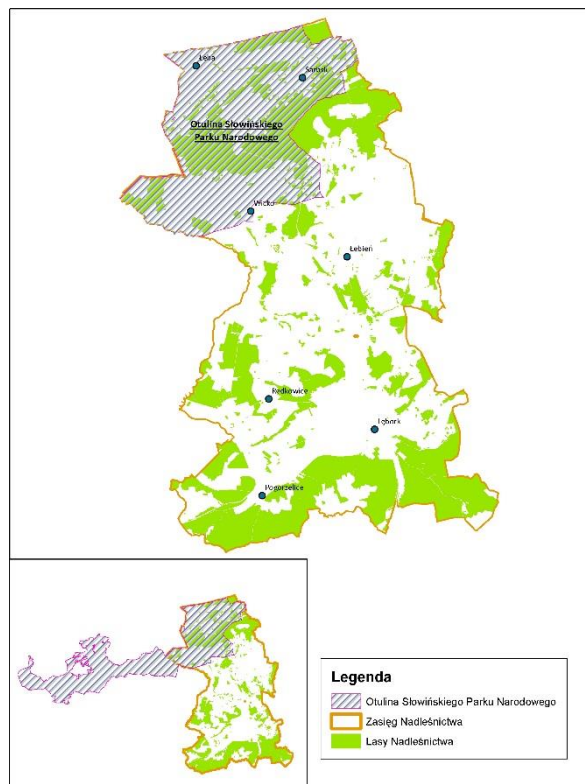 Łeba
Sarbsk
Otulina Słowińskiego
Parku Narodowego
Wicko
Łebień
Redkowice
Lębork
Pogorzelice
Legenda
Otulina Słowińskiego Parku Narodowego
Zasięg Nadleśnictwa
Lasy Nadleśnictwa